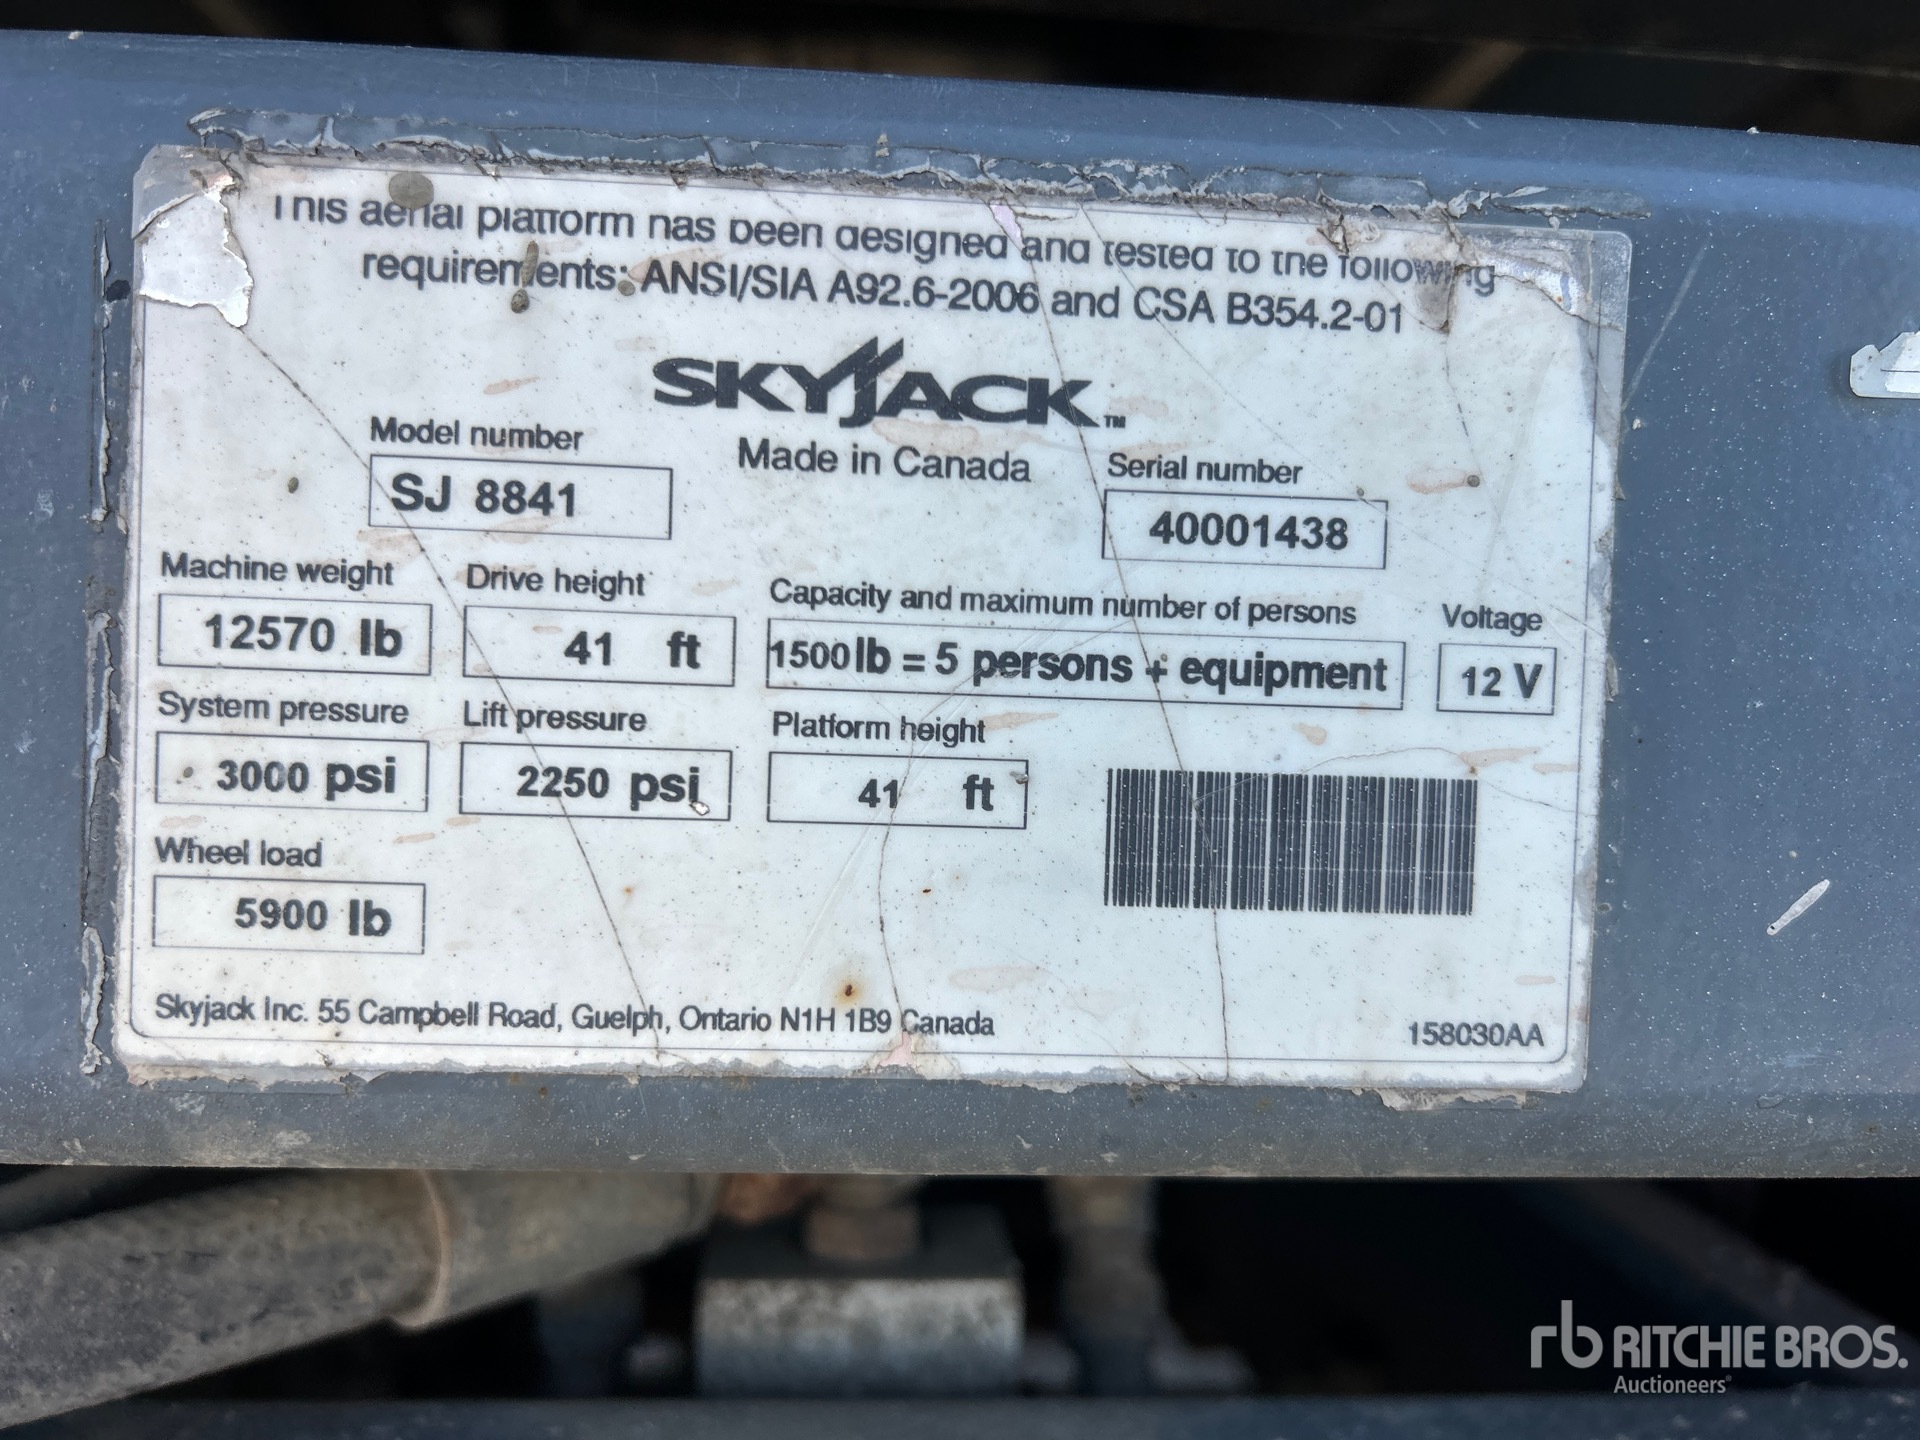 This aerial platform has been designed and tested to the following
requirements: ANSI/SIA A92.6-2006 and CSA B354.2-01
SKYJACK™
Made in Canada
Model number
SJ 8841
Serial number
40001438
Machine weight
12570 lb
Drive height
41 ft
Capacity and maximum number of persons
1500 lb = 5 persons + equipment
Voltage
12 V
System pressure
3000 psi
Lift pressure
2250 psi
Platform height
41 ft
Wheel load
5900 lb
Skyjack Inc. 55 Campbell Road, Guelph, Ontario N1H 1B9 Canada
158030AA
rb RITCHIE BROS.
Auctioneers®